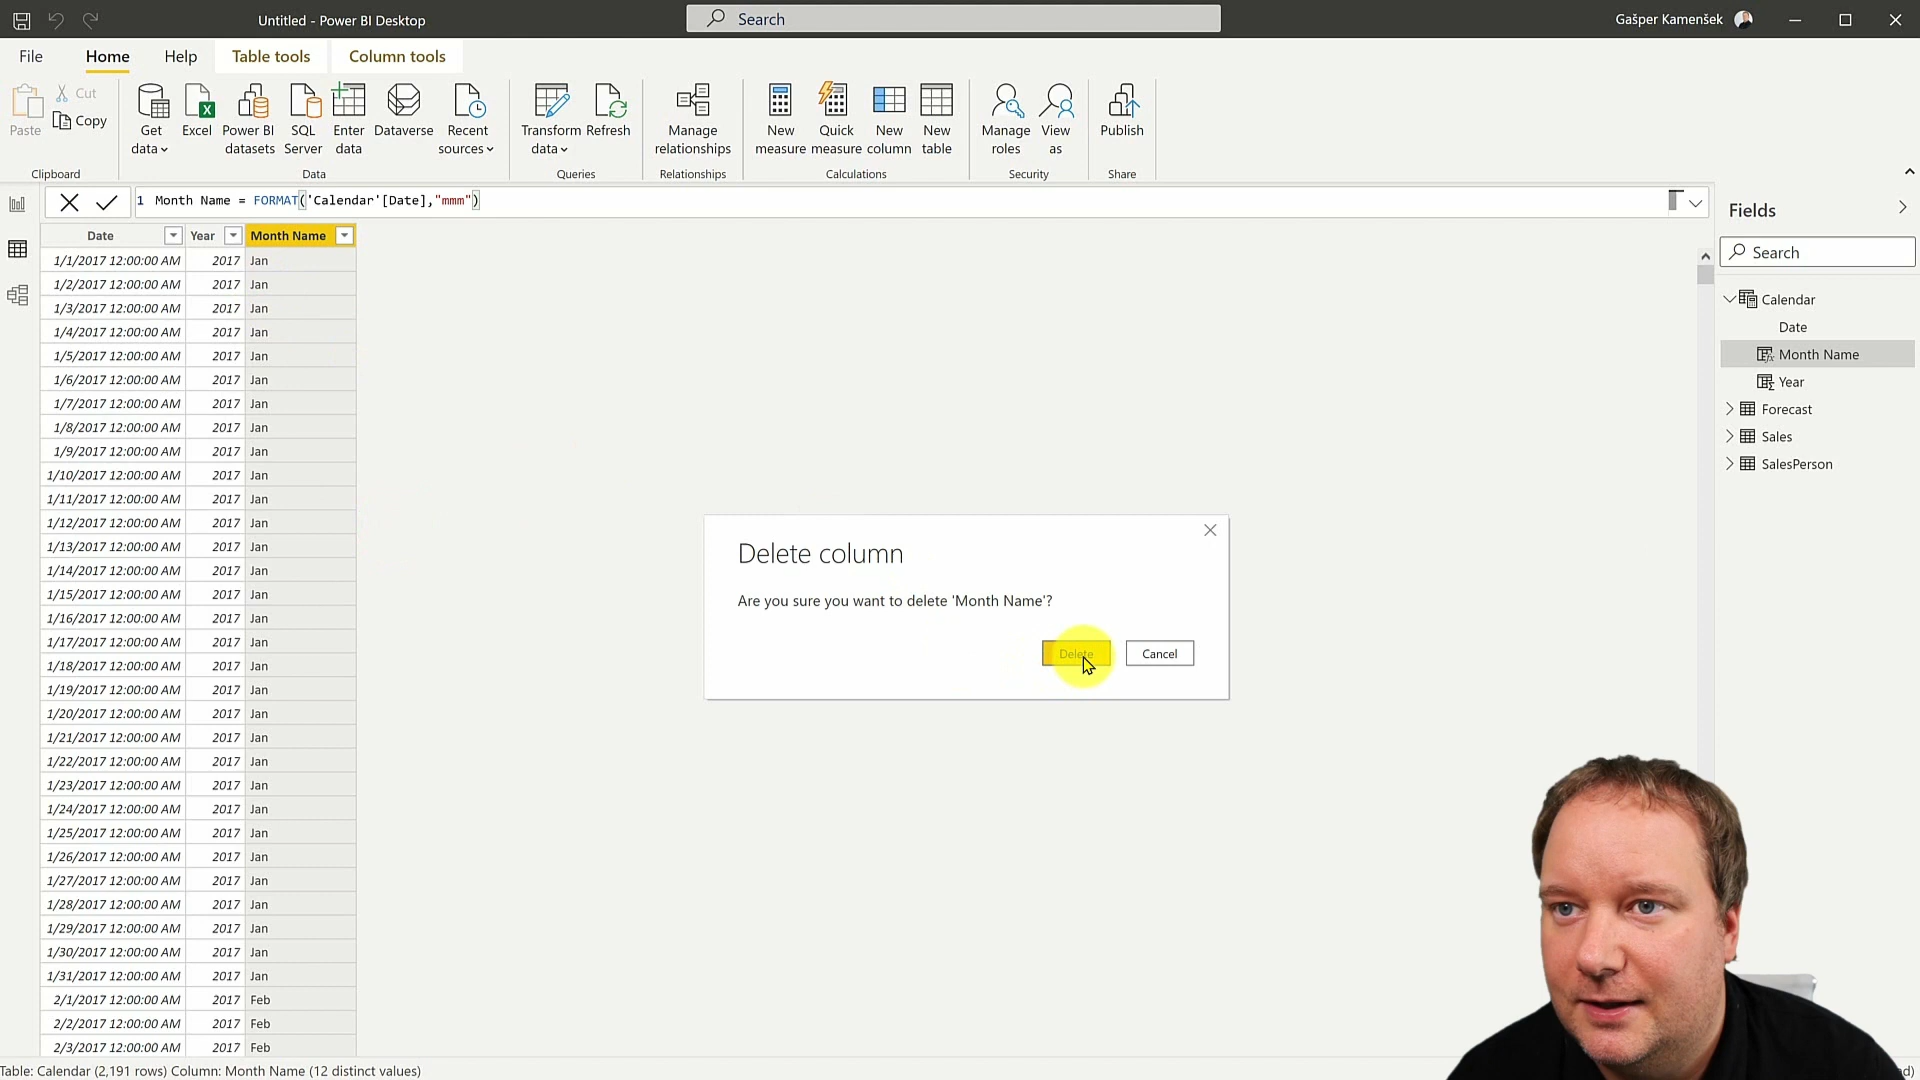 Untitled - Power BI Desktop
Search
Gašper Kamenšek
File
Home
Help
Table tools
Column tools
Paste
Cut
Copy
Get data
Excel
Power BI datasets
SQL Server
Enter data
Dataverse
Recent sources
Transform data
Refresh
Manage relationships
New measure
Quick measure
New column
New table
Manage roles
View as
Publish
Clipboard
Data
Queries
Relationships
Calculations
Security
Share
1 Month Name = FORMAT('Calendar'[Date],"mmm")
Date Year Month Name
1/1/2017 12:00:00 AM 2017 Jan
1/2/2017 12:00:00 AM 2017 Jan
1/3/2017 12:00:00 AM 2017 Jan
1/4/2017 12:00:00 AM 2017 Jan
1/5/2017 12:00:00 AM 2017 Jan
1/6/2017 12:00:00 AM 2017 Jan
1/7/2017 12:00:00 AM 2017 Jan
1/8/2017 12:00:00 AM 2017 Jan
1/9/2017 12:00:00 AM 2017 Jan
1/10/2017 12:00:00 AM 2017 Jan
1/11/2017 12:00:00 AM 2017 Jan
1/12/2017 12:00:00 AM 2017 Jan
1/13/2017 12:00:00 AM 2017 Jan
1/14/2017 12:00:00 AM 2017 Jan
1/15/2017 12:00:00 AM 2017 Jan
1/16/2017 12:00:00 AM 2017 Jan
1/17/2017 12:00:00 AM 2017 Jan
1/18/2017 12:00:00 AM 2017 Jan
1/19/2017 12:00:00 AM 2017 Jan
1/20/2017 12:00:00 AM 2017 Jan
1/21/2017 12:00:00 AM 2017 Jan
1/22/2017 12:00:00 AM 2017 Jan
1/23/2017 12:00:00 AM 2017 Jan
1/24/2017 12:00:00 AM 2017 Jan
1/25/2017 12:00:00 AM 2017 Jan
1/26/2017 12:00:00 AM 2017 Jan
1/27/2017 12:00:00 AM 2017 Jan
1/28/2017 12:00:00 AM 2017 Jan
1/29/2017 12:00:00 AM 2017 Jan
1/30/2017 12:00:00 AM 2017 Jan
1/31/2017 12:00:00 AM 2017 Jan
2/1/2017 12:00:00 AM 2017 Feb
2/2/2017 12:00:00 AM 2017 Feb
2/3/2017 12:00:00 AM 2017 Feb
Delete column
Are you sure you want to delete 'Month Name'?
Delete
Cancel
Fields
Search
Calendar
Date
Month Name
Year
Forecast
Sales
SalesPerson
Table: Calendar (2,191 rows) Column: Month Name (12 distinct values)